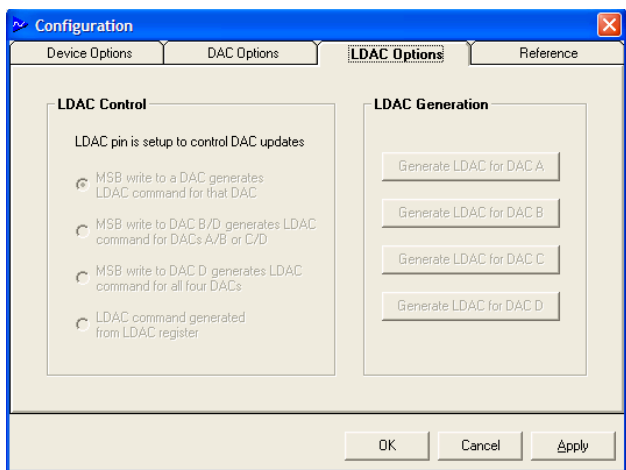 Configuration
Device Options
DAC Options
LDAC Options
Reference
LDAC Control
LDAC pin is setup to control DAC updates
MSB write to a DAC generates
LDAC command for that DAC
MSB write to DAC B/D generates LDAC
command for DACs A/B or C/D
MSB write to DAC D generates LDAC
command for all four DACs
LDAC command generated
from LDAC register
LDAC Generation
Generate LDAC for DAC A
Generate LDAC for DAC B
Generate LDAC for DAC C
Generate LDAC for DAC D
OK
Cancel
Apply